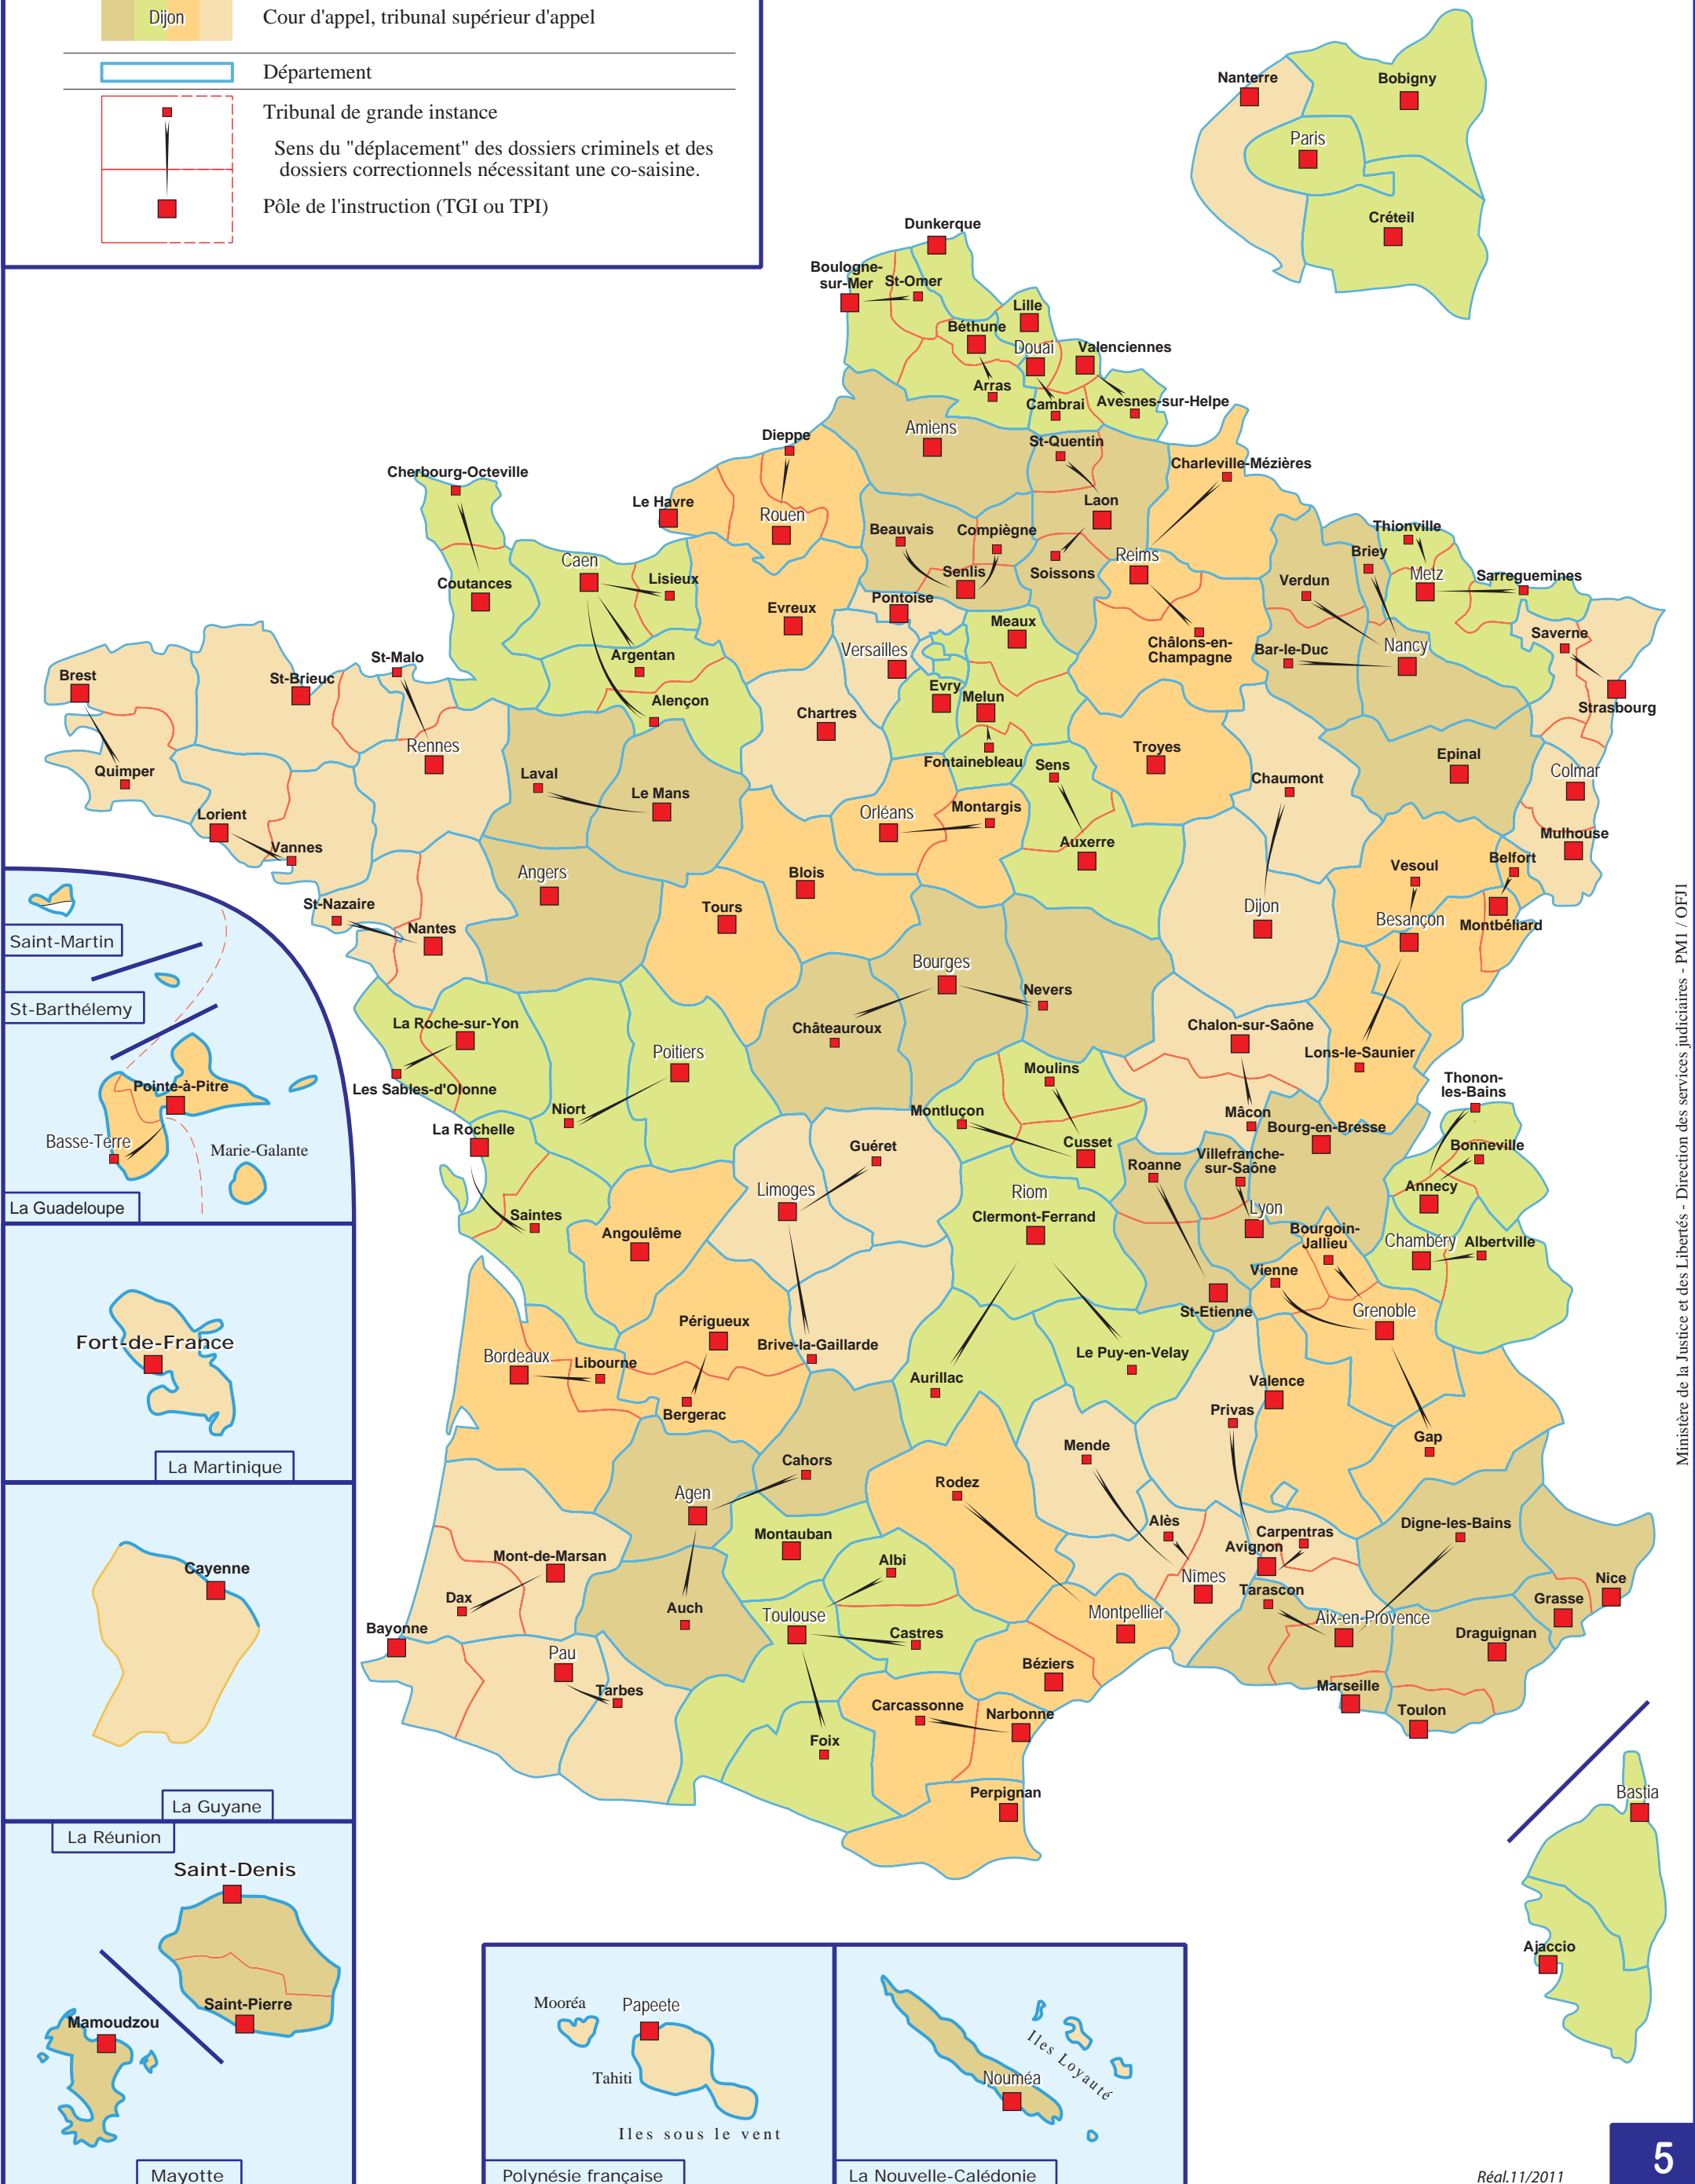 Dijon
Cour d'appel, tribunal supérieur d'appel
Département
Tribunal de grande instance
Sens du "déplacement" des dossiers criminels et des
dossiers correctionnels nécessitant une co-saisine.
Pôle de l'instruction (TGI ou TPI)
Nanterre
Bobigny
Paris
Créteil
Dunkerque
Boulogne-
sur-Mer
St-Omer
Lille
Béthune
Douai
Valenciennes
Arras
Cambrai
Avesnes-sur-Helpe
Amiens
St-Quentin
Dieppe
Charleville-Mézières
Cherbourg-Octeville
Le Havre
Rouen
Laon
Beauvais
Compiègne
Thionville
Briey
Caen
Lisieux
Coutances
Senlis
Soissons
Reims
Verdun
Metz
Sarreguemines
Pontoise
Evreux
Meaux
Châlons-en-
Champagne
Bar-le-Duc
Nancy
Saverne
Versailles
St-Malo
Argentan
Brest
St-Brieuc
Evry
Melun
Strasbourg
Alençon
Chartres
Rennes
Troyes
Epinal
Fontainebleau
Sens
Quimper
Laval
Chaumont
Colmar
Le Mans
Orléans
Montargis
Lorient
Auxerre
Mulhouse
Vannes
Belfort
Vesoul
Angers
Blois
Tours
St-Nazaire
Nantes
Dijon
Besançon
Montbéliard
Bourges
Nevers
Châteauroux
La Roche-sur-Yon
Chalon-sur-Saône
Lons-le-Saunier
Poitiers
Moulins
Thonon-
les-Bains
Les Sables-d'Olonne
Niort
Montluçon
Mâcon
Bourg-en-Bresse
La Rochelle
Cusset
Bonneville
Guéret
Roanne
Villefranche-
sur-Saône
Annecy
Limoges
Riom
Lyon
Saintes
Clermont-Ferrand
Angoulême
Bourgoin-
Jallieu
Chambéry
Albertville
Vienne
St-Etienne
Grenoble
Périgueux
Brive-la-Gaillarde
Le Puy-en-Velay
Bordeaux
Libourne
Aurillac
Valence
Bergerac
Privas
Gap
Mende
Cahors
Rodez
Agen
Alès
Carpentras
Digne-les-Bains
Montauban
Avignon
Mont-de-Marsan
Albi
Nîmes
Tarascon
Nice
Dax
Auch
Toulouse
Montpellier
Aix-en-Provence
Grasse
Bayonne
Castres
Draguignan
Pau
Béziers
Tarbes
Marseille
Carcassonne
Narbonne
Toulon
Foix
Perpignan
Bastia
Ajaccio
Saint-Martin
St-Barthélemy
Pointe-à-Pitre
Basse-Terre
Marie-Galante
La Guadeloupe
Fort-de-France
La Martinique
Cayenne
La Guyane
La Réunion
Saint-Denis
Saint-Pierre
Mamoudzou
Mayotte
Mooréa
Papeete
Tahiti
Iles sous le vent
Polynésie française
Iles Loyauté
Nouméa
La Nouvelle-Calédonie
Ministère de la Justice et des Libertés - Direction des services judiciaires - PM1 / OFJ1
Réal.11/2011
5